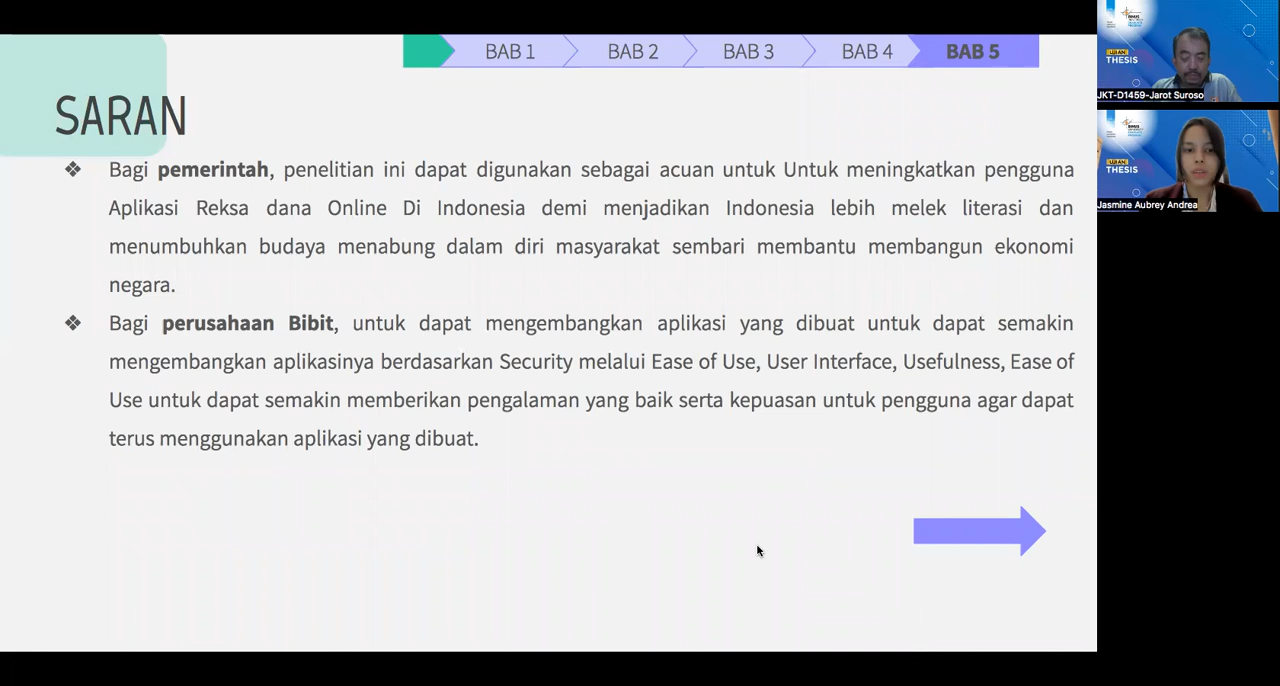 BAB 1
BAB 2
BAB 3
BAB 4
BAB 5
SARAN
❖ Bagi pemerintah, penelitian ini dapat digunakan sebagai acuan untuk Untuk meningkatkan pengguna
Aplikasi Reksa dana Online Di Indonesia demi menjadikan Indonesia lebih melek literasi dan
menumbuhkan budaya menabung dalam diri masyarakat sembari membantu membangun ekonomi
negara.
❖ Bagi perusahaan Bibit, untuk dapat mengembangkan aplikasi yang dibuat untuk dapat semakin
mengembangkan aplikasinya berdasarkan Security melalui Ease of Use, User Interface, Usefulness, Ease of
Use untuk dapat semakin memberikan pengalaman yang baik serta kepuasan untuk pengguna agar dapat
terus menggunakan aplikasi yang dibuat.
UJIAN
THESIS
JKT-D1459-Jarot Suroso
UJIAN
THESIS
Jasmine Aubrey Andrea